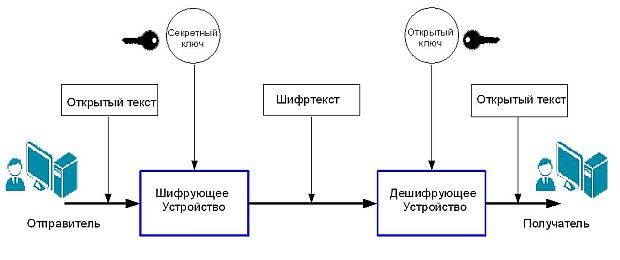 Секретный
ключ
Открытый
ключ
Открытый текст
Шифртекст
Открытый текст
Шифрующее
Устройство
Дешифрующее
Устройство
Отправитель
Получатель